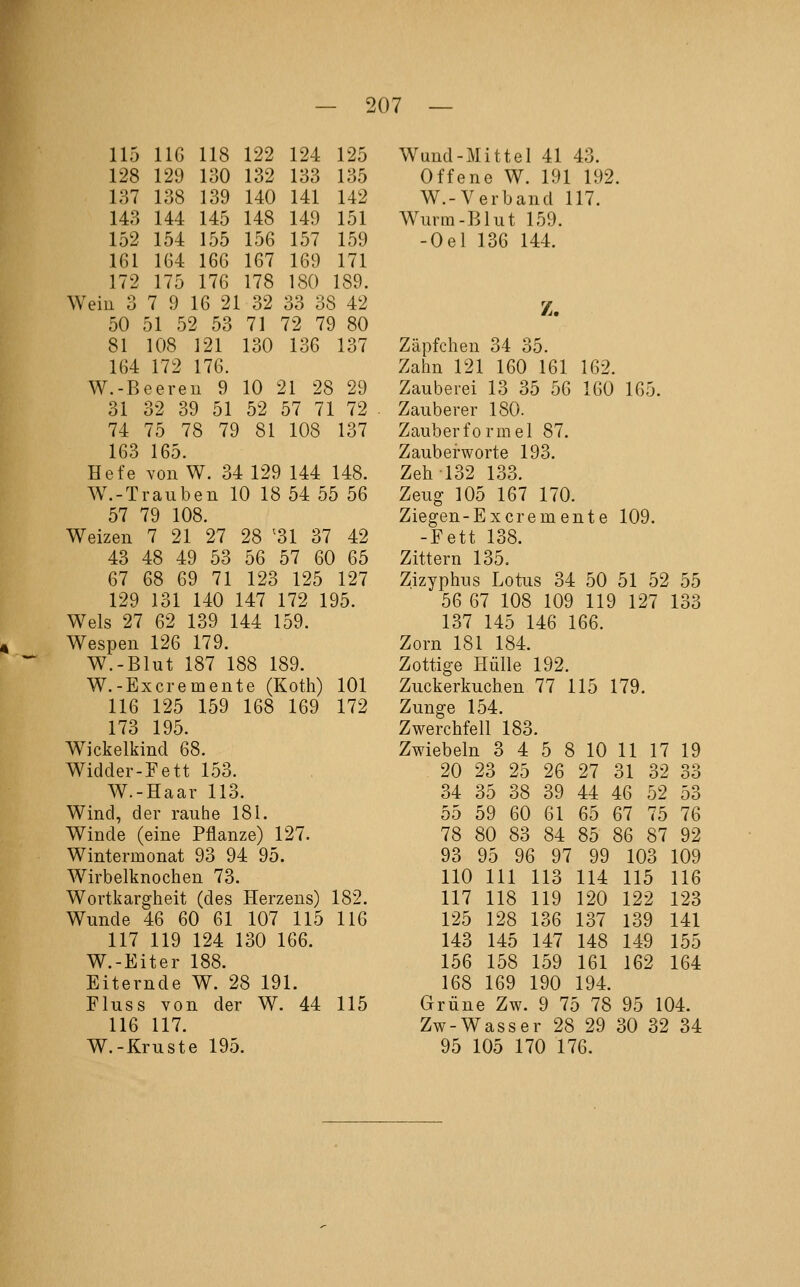 — 207 —
115 116 118 122 124 125
128 129 130 132 133 135
137 138 139 140 141 142
143 144 145 148 149 151
152 154 155 156 157 159
161 164 166 167 169 171
172 175 176 178 180 189.
Wein 3 7 9 16 21 32 33 38 42
50 51 52 53 71 72 79 80
81 108 121 130 136 137
164 172 176.
W.-Beeren 9 10 21 28 29
31 32 39 51 52 57 71 72
74 75 78 79 81 108 137
163 165.
Hefe von W. 34 129 144 148.
W.-Trauben 10 18 54 55 56
57 79 108.
Weizen 7 21 27 28 31 37 42
43 48 49 53 56 57 60 65
67 68 69 71 123 125 127
129 131 140 147 172 195.
Wels 27 62 139 144 159.
Wespen 126 179.
W.-Blut 187 188 189.
W.-Excremente (Koth) 101
116 125 159 168 169 172
173 195.
Wickelkind 68.
Widder-Fett 153.
W.-Haar 113.
Wind, der rauhe 181.
Winde (eine Pflanze) 127.
Wintermonat 93 94 95.
Wirbelknochen 73.
Wortkargheit (des Herzens) 182.
Wunde 46 60 61 107 115 116
117 119 124 130 166.
W.-Eiter 188.
Eiternde W. 28 191.
Fluss von der W. 44 115
116 117.
W.-Kruste 195.
Wund-Mittel 41 43.
Offene W. 191 192.
W.-Verband 117.
Wurm-Blut 159.
-Oel 136 144.
Z.
Zäpfchen 34 35.
Zahn 121 160 161 162.
Zauberei 13 35 56 160 165.
Zauberer 180.
Zauberformel 87.
Zauberworte 193.
Zeh 132 133.
Zeug 105 167 170.
Ziegen-Excremente 109.
-Fett 138.
Zittern 135.
Zizyphus Lotus 34 50 51 52 55
56 67 108 109 119 127 133
137 145 146 166.
Zorn 181 184.
Zottige Hülle 192.
Zuckerkuchen 77 115 179.
Zunge 154.
Zwerchfell 183.
Zwiebeln 3 4 5 8 10 11 17 19
20 23 25 26 27 31 32 33
34 35 38 39 44 46 52 53
55 59 60 61 65 67 75 76
78 80 83 84 85 86 87 92
93 95 96 97 99 103 109
110 111 113 114 115 116
117 118 119 120 122 123
125 128 136 137 139 141
143 145 147 148 149 155
156 158 159 161 162 164
168 169 190 194.
Grüne Zw. 9 75 78 95 104.
Zw-Wasser 28 29 30 32 34
95 105 170 176.